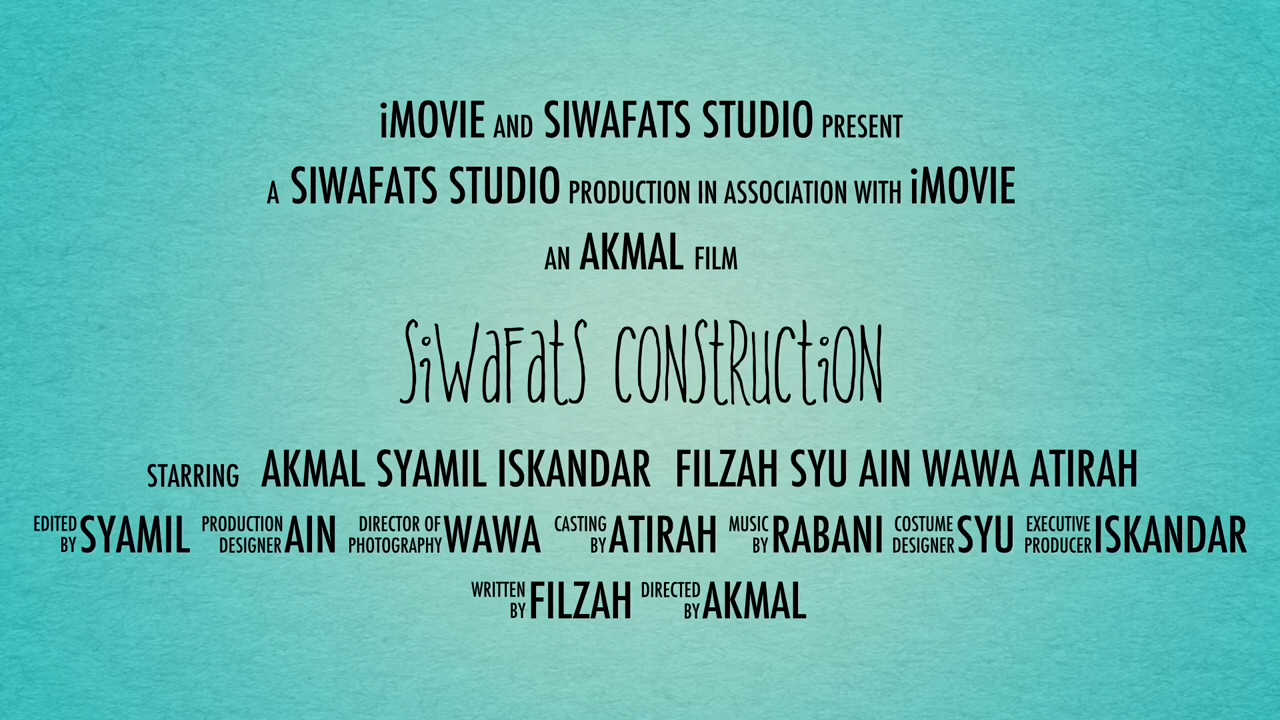 iMOVIE AND SIWAFATS STUDIO PRESENT
A SIWAFATS STUDIO PRODUCTION IN ASSOCIATION WITH iMOVIE
AN AKMAL FILM
SiWaFatS CONStRUCtiON
STARRING AKMAL SYAMIL ISKANDAR FILZAH SYU AIN WAWA ATIRAH
EDITED BY SYAMIL PRODUCTION DESIGNER AIN DIRECTOR OF PHOTOGRAPHY WAWA CASTING BY ATIRAH MUSIC BY RABANI COSTUME DESIGNER SYU EXECUTIVE PRODUCER ISKANDAR
WRITTEN BY FILZAH DIRECTED BY AKMAL